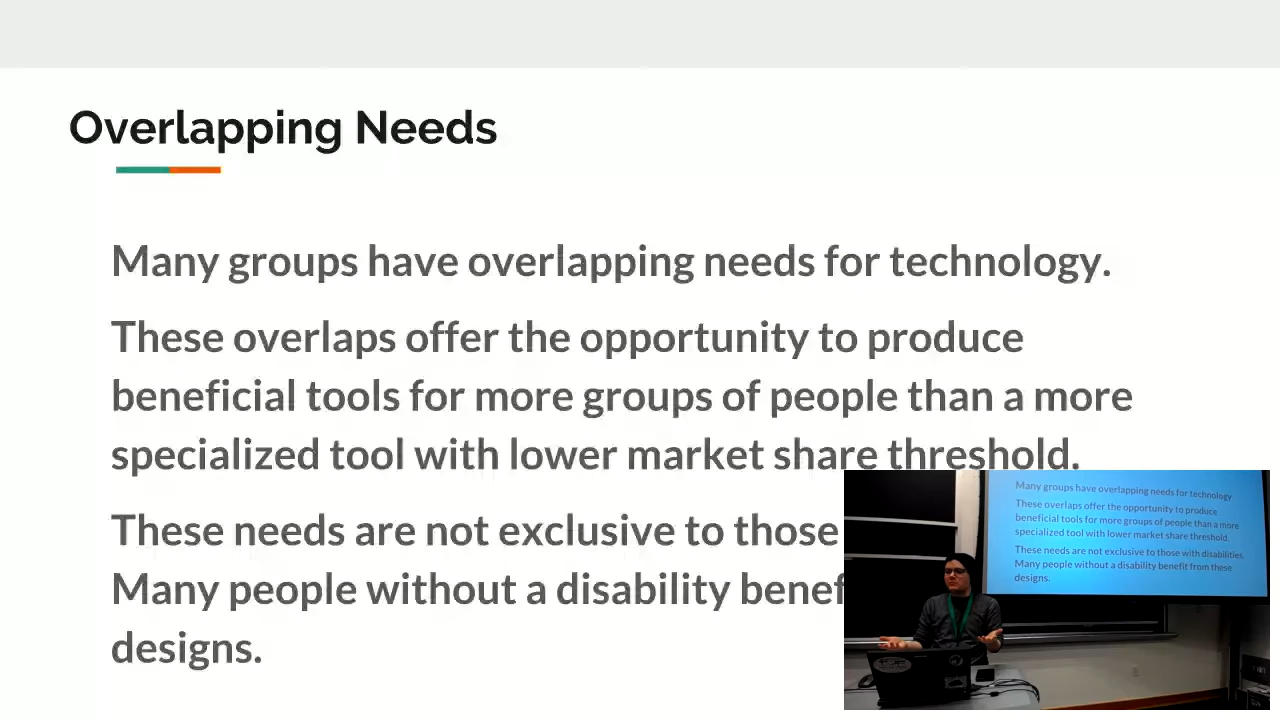 Overlapping Needs
Many groups have overlapping needs for technology.
These overlaps offer the opportunity to produce
beneficial tools for more groups of people than a more
specialized tool with lower market share threshold.
These needs are not exclusive to those
Many people without a disability benef
designs.
Many groups have overlapping needs for technology
These overlaps offer the opportunity to produce
beneficial tools for more groups of people than a more
specialized tool with lower market share threshold.
These needs are not exclusive to those with disabilities.
Many people without a disability benefit from these
designs.